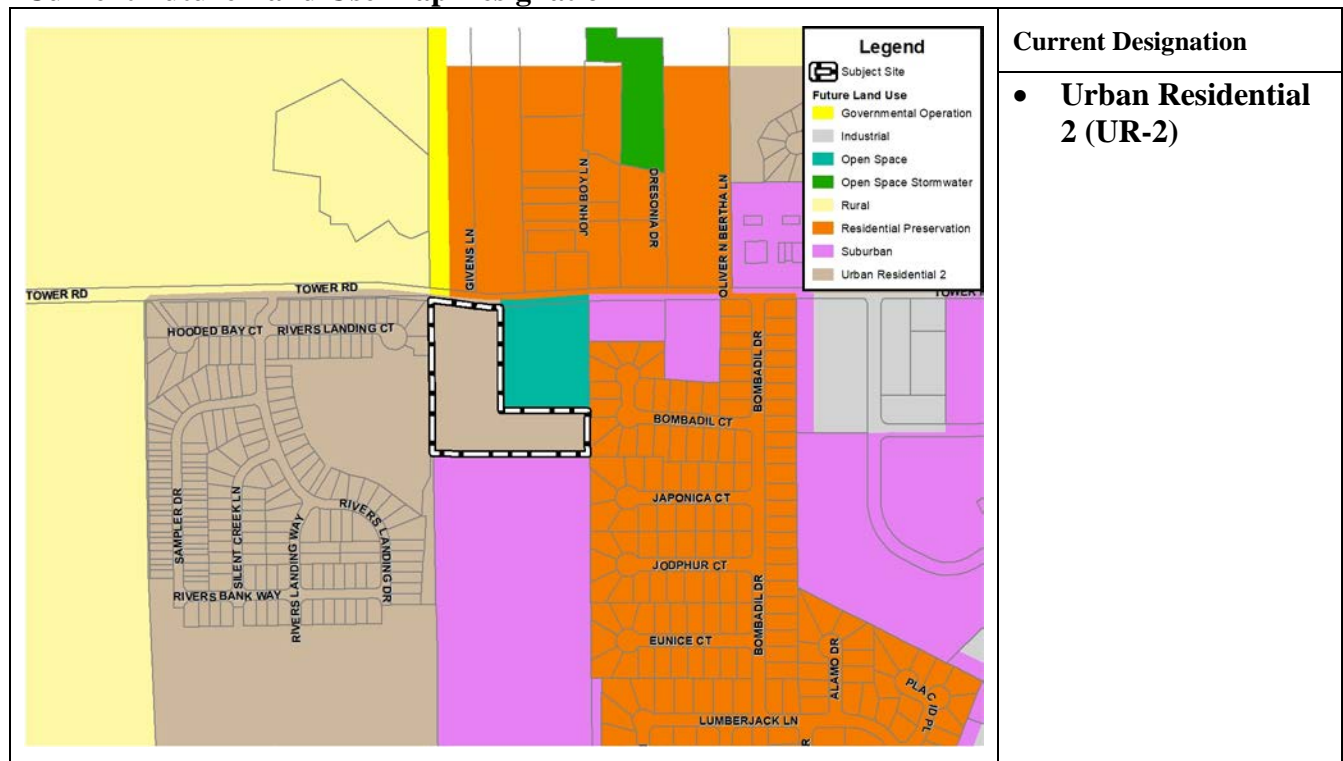 Legend
Subject Site
Future Land Use
Governmental Operation
Industrial
Open Space
Open Space Stormwater
Rural
Residential Preservation
Suburban
Urban Residential 2
Current Designation
• Urban Residential
2 (UR-2)
GIVENS LN
JOHN BOY LN
ORESONIA DR
OLIVER N BERTHA LN
TOWER RD
TOWER RD
HOODED BAY CT
RIVERS LANDING CT
BOMBADIL DR
BOMBADIL CT
SAMPLER DR
SILENT CREEK LN
RIVERS LANDING WAY
RIVERS LANDING DR
RIVERS BANK WAY
JAPONICA CT
JODPHUR CT
BOMBADIL DR
EUNICE CT
ALAMO DR
PLACID PL
LUMBERJACK LN